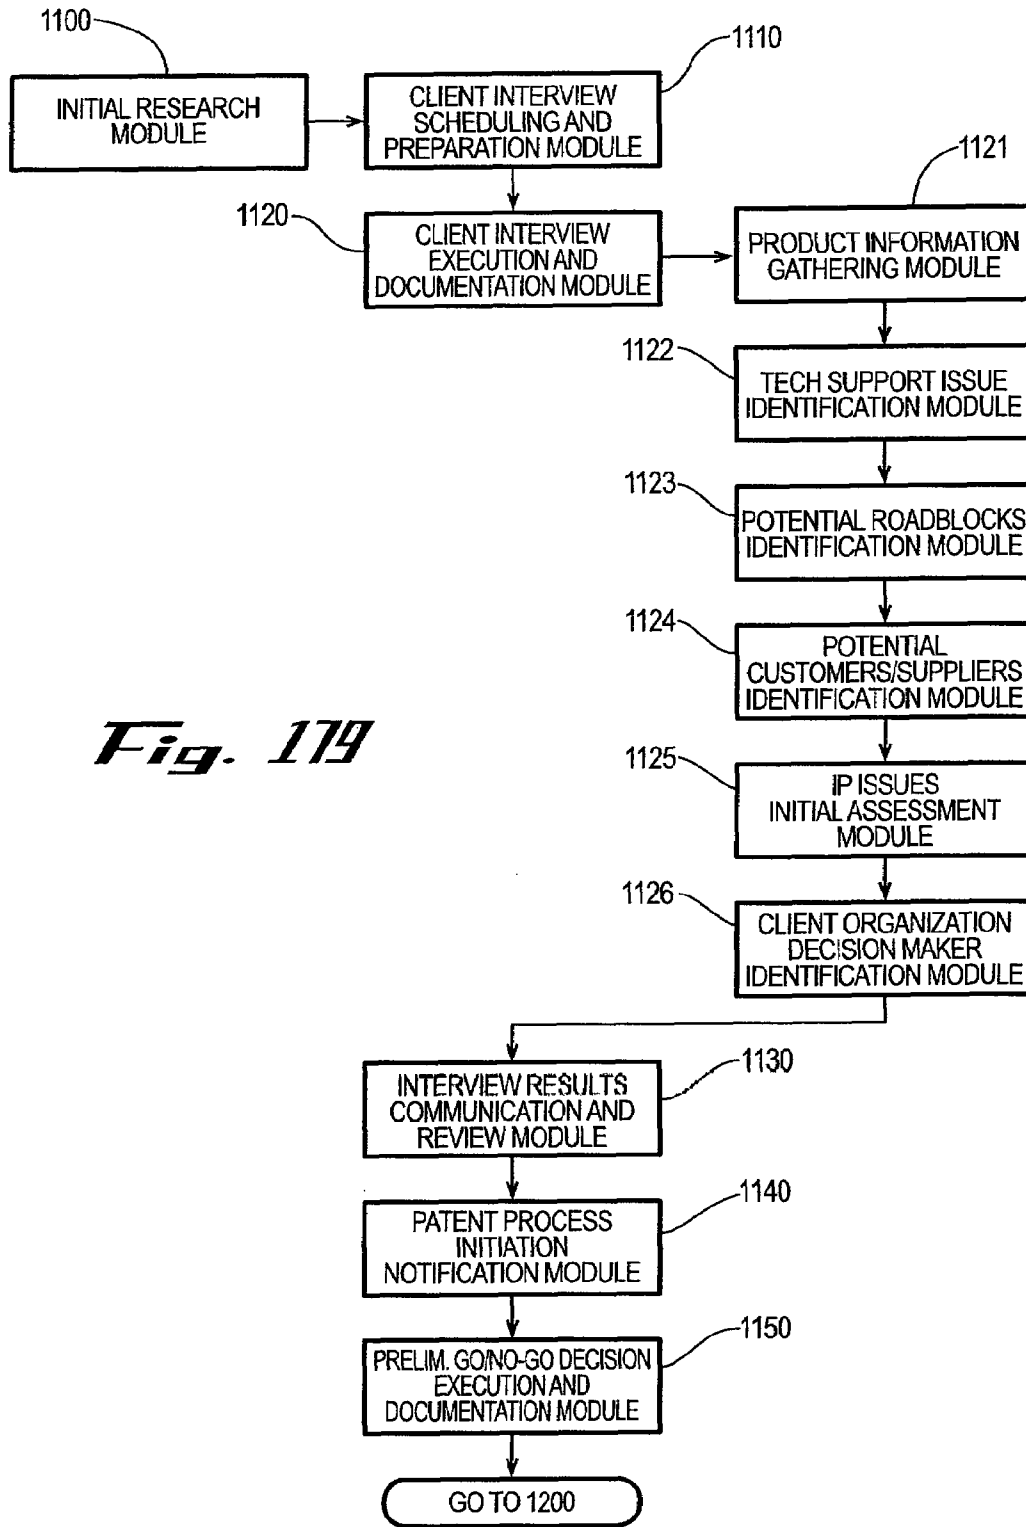 1100
INITIAL RESEARCH
MODULE
1110
CLIENT INTERVIEW
SCHEDULING AND
PREPARATION MODULE
1120
CLIENT INTERVIEW
EXECUTION AND
DOCUMENTATION MODULE
1121
PRODUCT INFORMATION
GATHERING MODULE
1122
TECH SUPPORT ISSUE
IDENTIFICATION MODULE
1123
POTENTIAL ROADBLOCKS
IDENTIFICATION MODULE
1124
POTENTIAL
CUSTOMERS/SUPPLIERS
IDENTIFICATION MODULE
Fig. 179
1125
IP ISSUES
INITIAL ASSESSMENT
MODULE
1126
CLIENT ORGANIZATION
DECISION MAKER
IDENTIFICATION MODULE
1130
INTERVIEW RESULTS
COMMUNICATION AND
REVIEW MODULE
1140
PATENT PROCESS
INITIATION
NOTIFICATION MODULE
1150
PRELIM. GO/NO-GO DECISION
EXECUTION AND
DOCUMENTATION MODULE
GO TO 1200